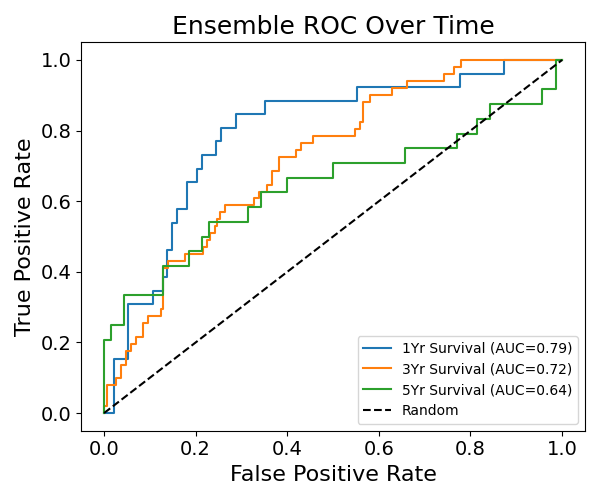 Ensemble ROC Over Time
True Positive Rate
1.0
0.8
0.6
0.4
0.2
0.0
1Yr Survival (AUC=0.79)
3Yr Survival (AUC=0.72)
5Yr Survival (AUC=0.64)
Random
0.0 0.2 0.4 0.6 0.8 1.0
False Positive Rate